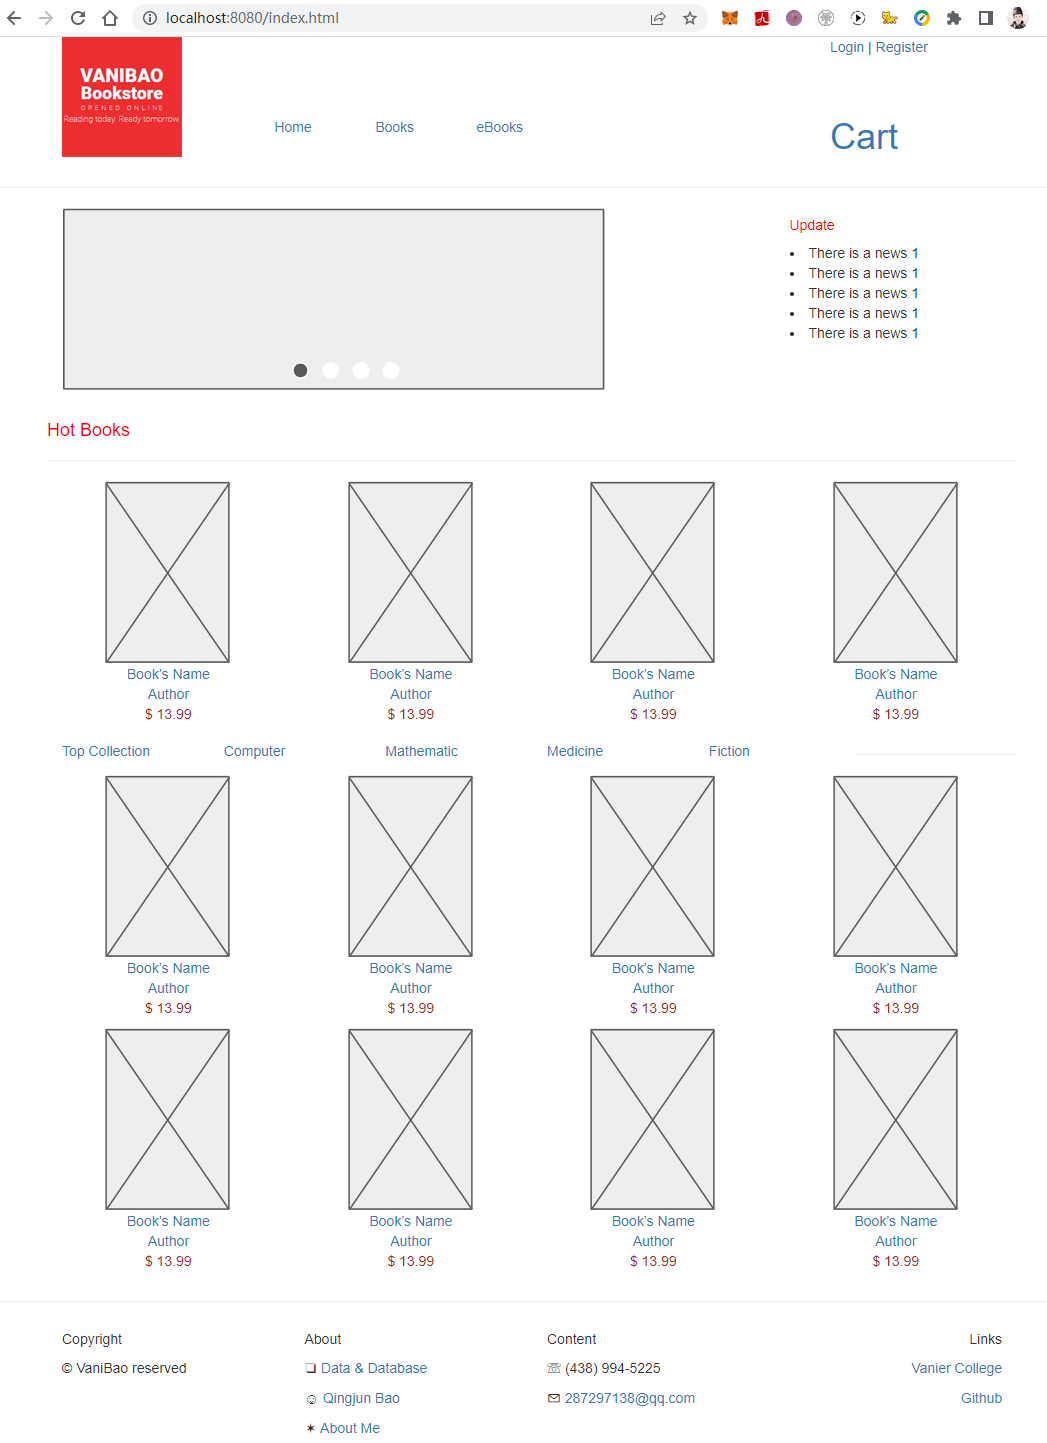 localhost:8080/index.html
VANIBAO
Bookstore
OPENED ONLINE
Reading today. Ready tomorrow.
Login | Register
Home Books eBooks
Cart
Update
• There is a news 1
• There is a news 1
• There is a news 1
• There is a news 1
• There is a news 1
Hot Books
Book's Name Book's Name Book's Name Book's Name
Author Author Author Author
$ 13.99 $ 13.99 $ 13.99 $ 13.99
Top Collection Computer Mathematic Medicine Fiction
Book's Name Book's Name Book's Name Book's Name
Author Author Author Author
$ 13.99 $ 13.99 $ 13.99 $ 13.99
Book's Name Book's Name Book's Name Book's Name
Author Author Author Author
$ 13.99 $ 13.99 $ 13.99 $ 13.99
Copyright About Content Links
© VaniBao reserved ❏ Data & Database ☏ (438) 994-5225 Vanier College
☺ Qingjun Bao 🖂 287297138@qq.com Github
✶ About Me